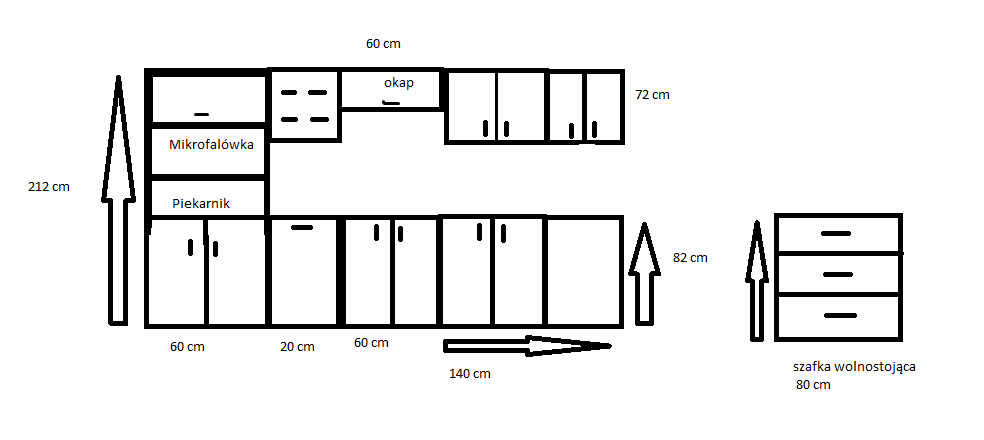 60 cm
okap
72 cm
Mikrofalówka
212 cm
Piekarnik
82 cm
60 cm
20 cm
60 cm
140 cm
szafka wolnostojąca
80 cm